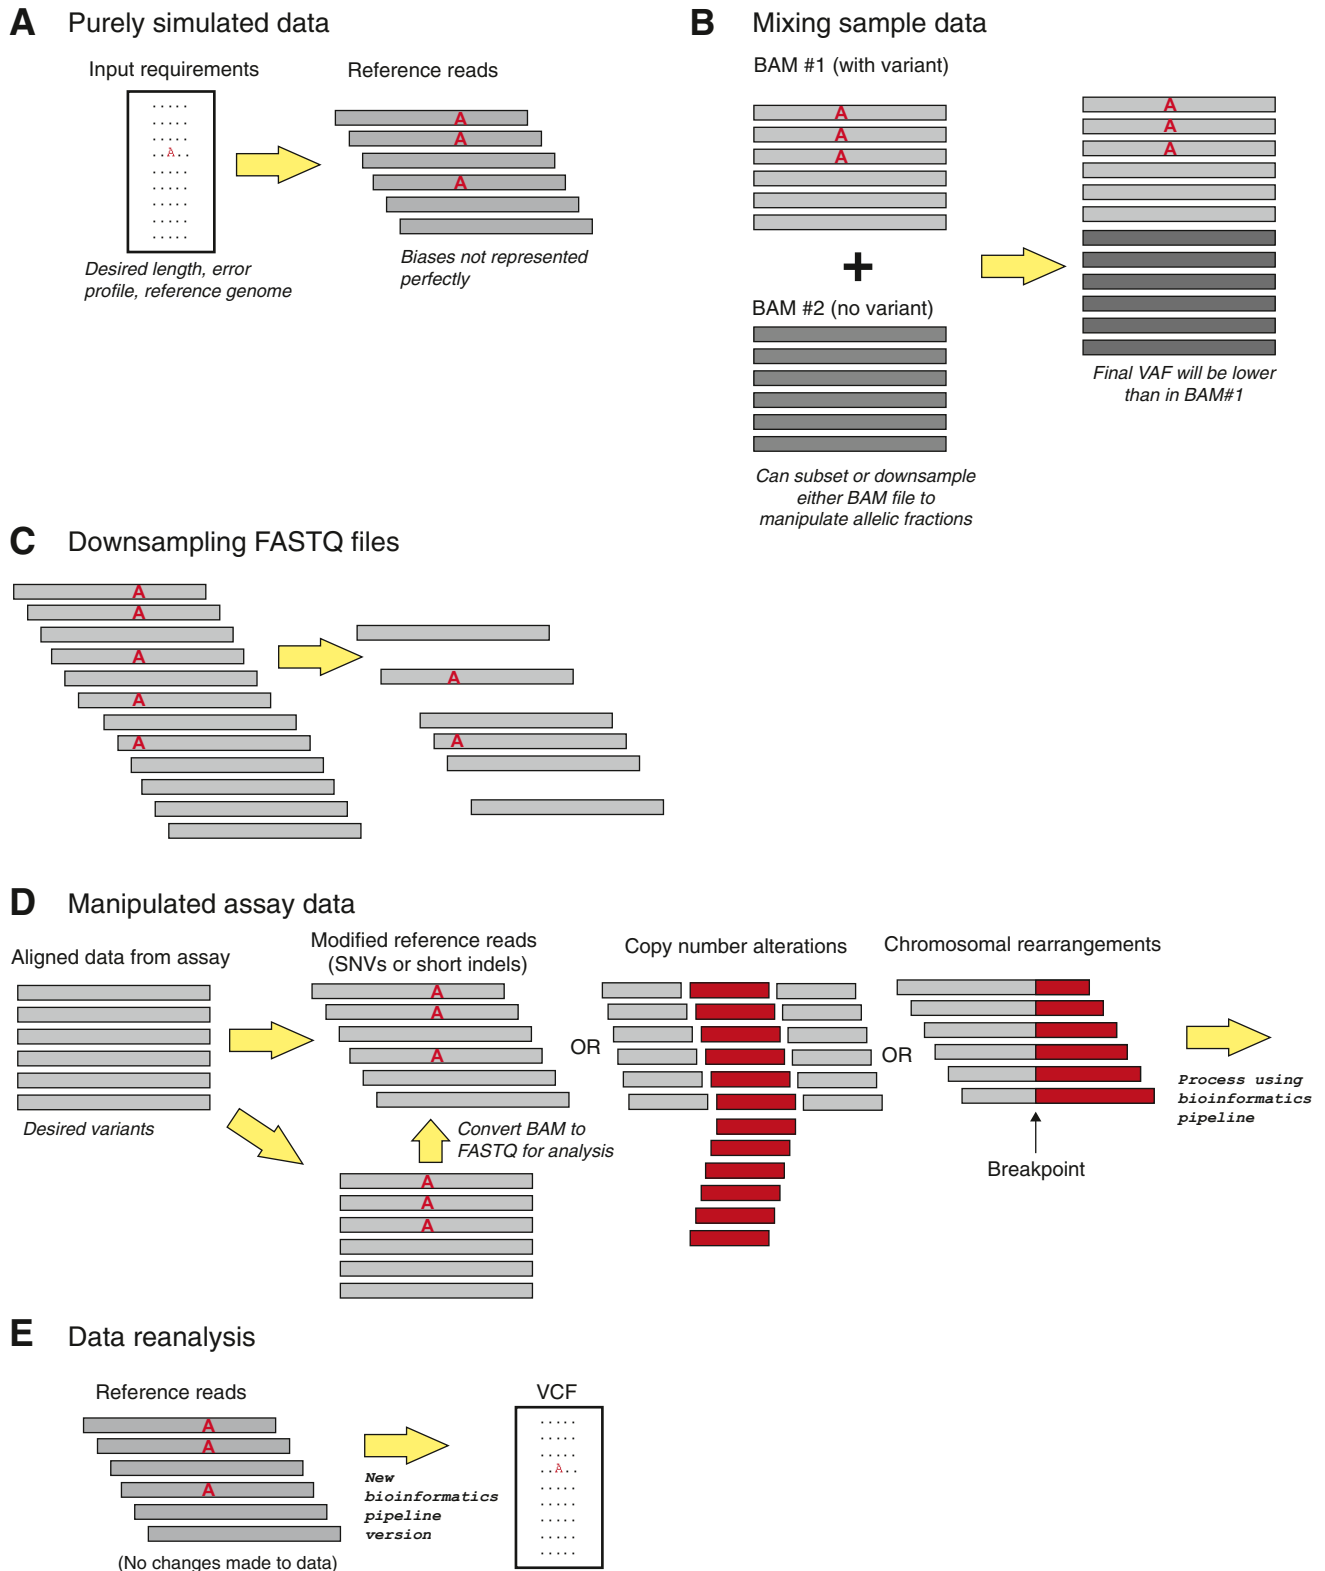 A Purely simulated data
Input requirements
.....
.....
.....
..A..
.....
.....
.....
.....
.....
Desired length, error
profile, reference genome
Reference reads
A
A
A
Biases not represented
perfectly
B Mixing sample data
BAM #1 (with variant)
A
A
A
+
BAM #2 (no variant)
Can subset or downsample
either BAM file to
manipulate allelic fractions
A
A
A
Final VAF will be lower
than in BAM#1
C Downsampling FASTQ files
A
A
A
A
A
A
A
D Manipulated assay data
Aligned data from assay
Desired variants
Modified reference reads
(SNVs or short indels)
A
A
A
Convert BAM to
FASTQ for analysis
A
A
A
OR
Copy number alterations
OR
Chromosomal rearrangements
Breakpoint
Process using
bioinformatics
pipeline
E Data reanalysis
Reference reads
A
A
A
(No changes made to data)
New
bioinformatics
pipeline
version
VCF
.....
.....
.....
..A..
.....
.....
.....
.....
.....